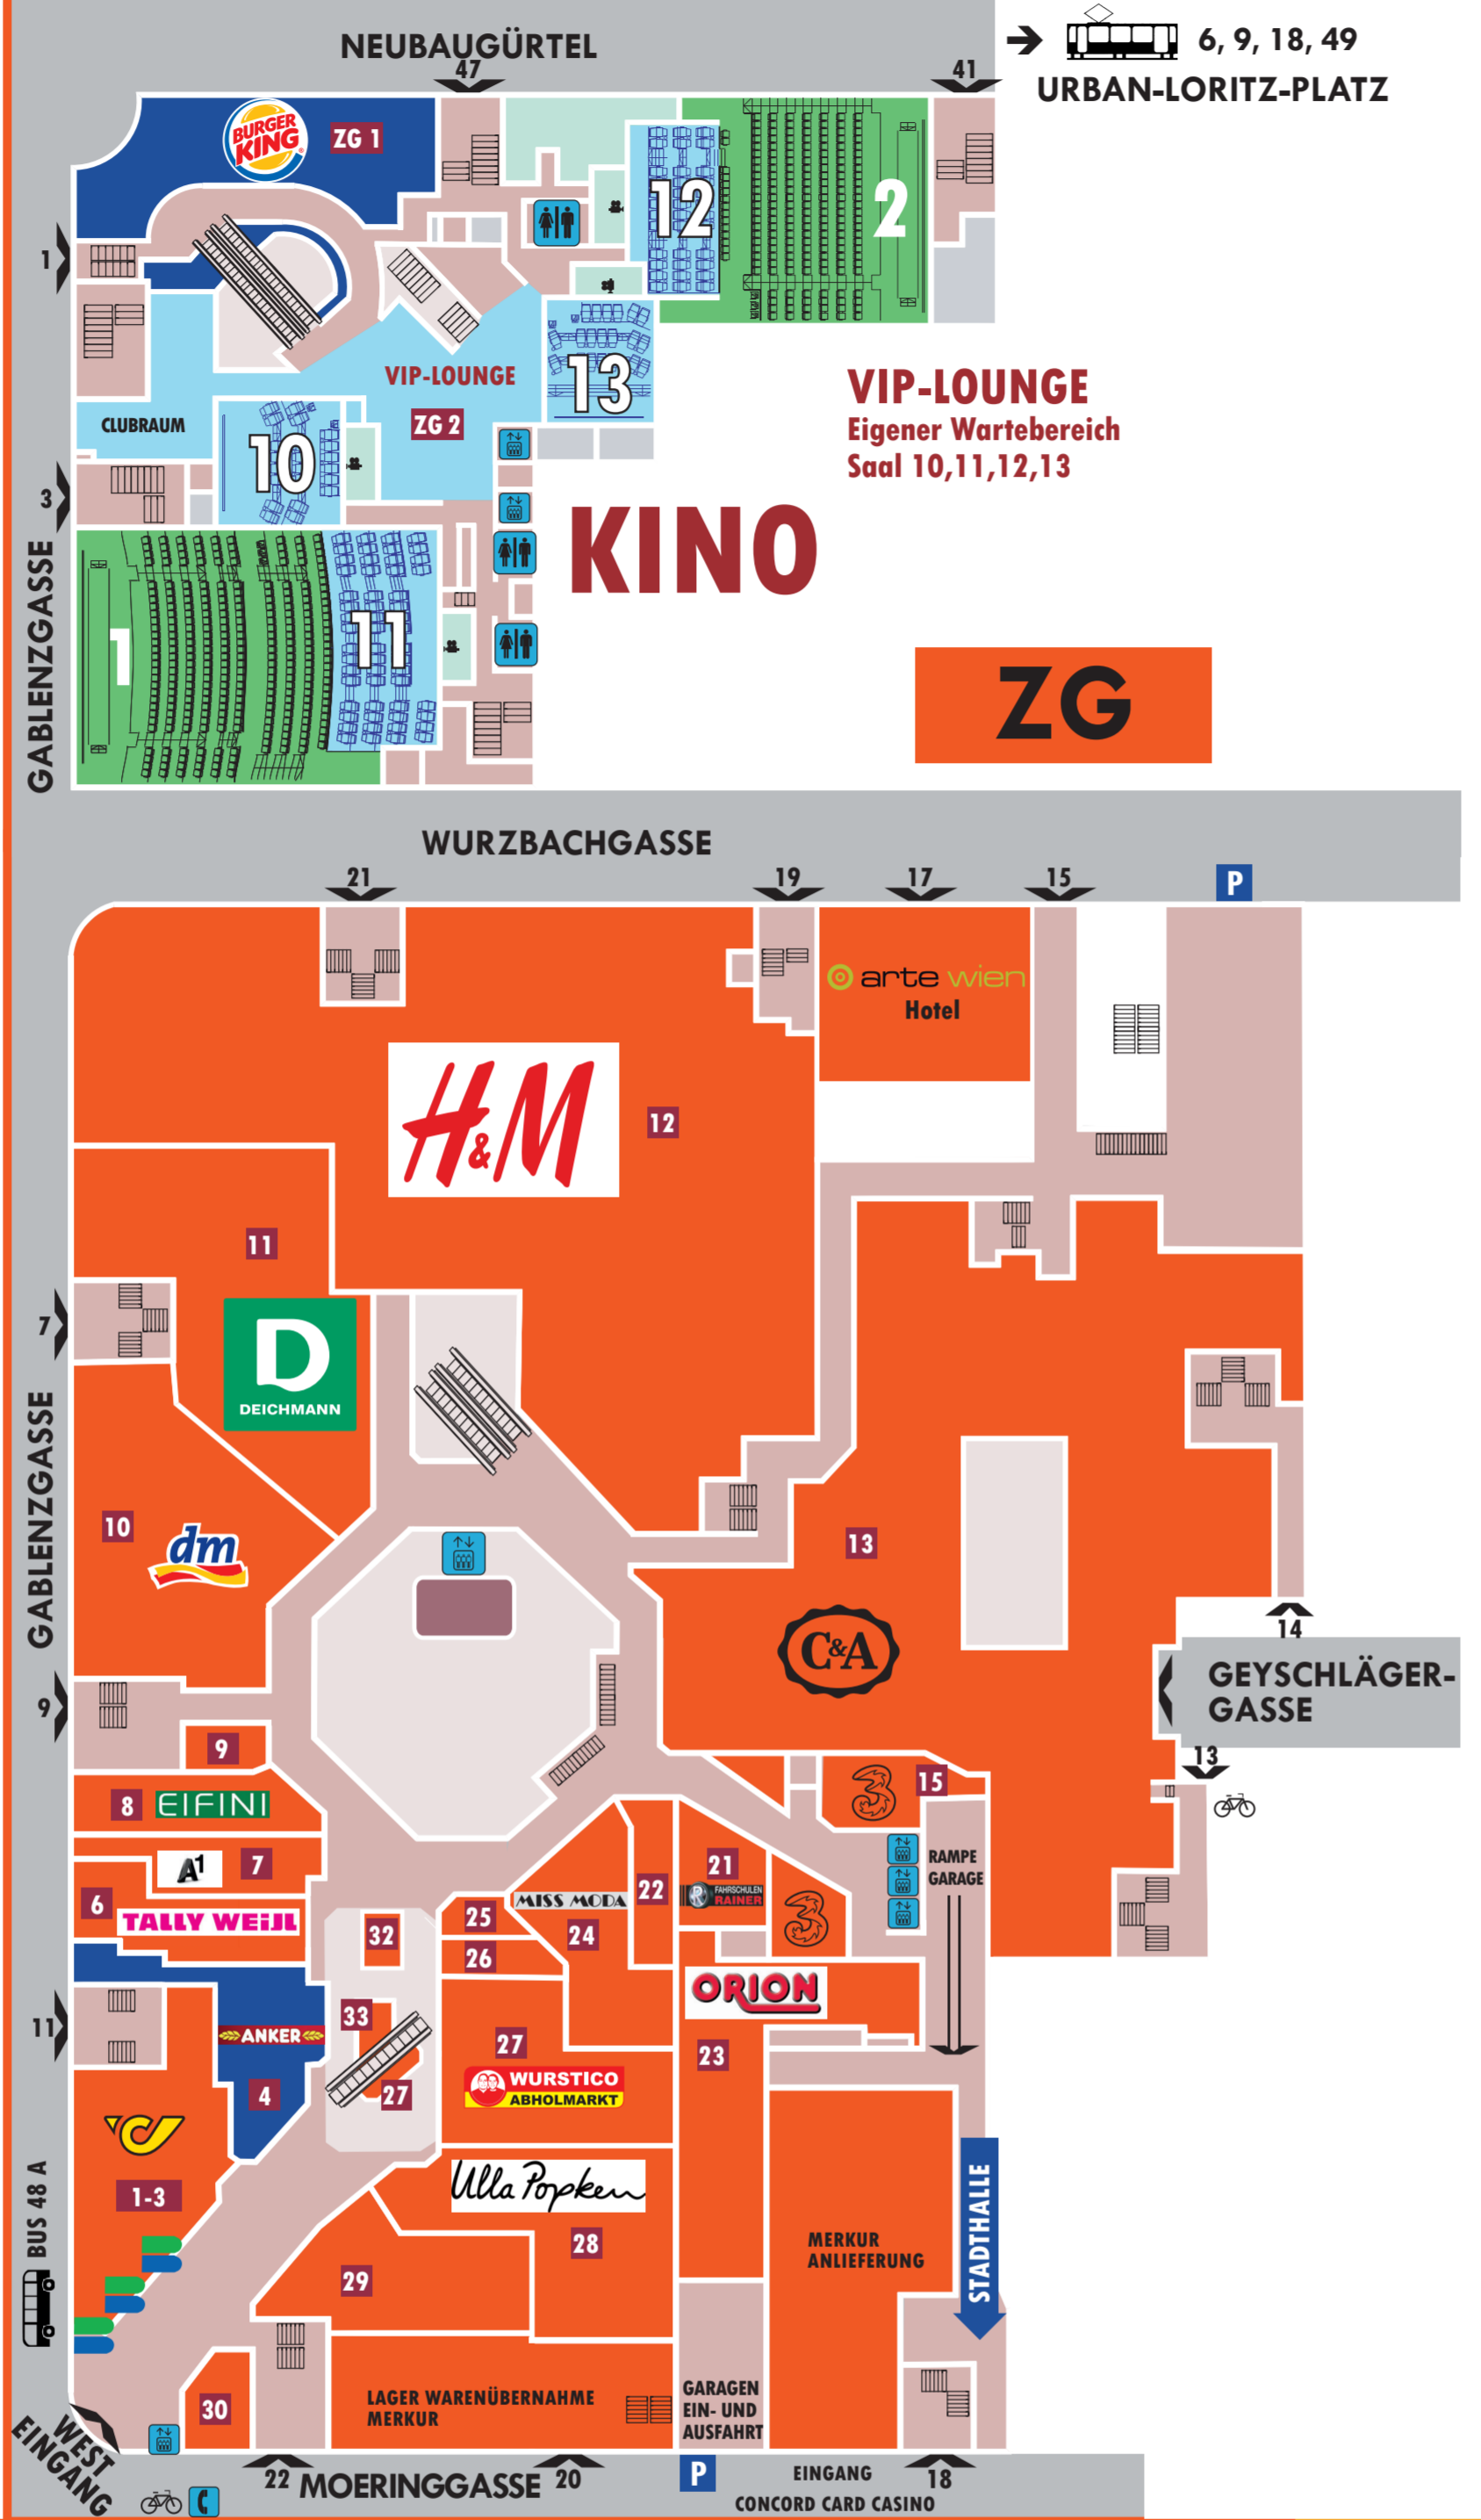 NEUBAUGÜRTEL
47
41
6, 9, 18, 49
URBAN-LORITZ-PLATZ
BURGER
KING
ZG 1
12
2
1
13
VIP-LOUNGE
ZG 2
CLUBRAUM
10
VIP-LOUNGE
Eigener Wartebereich
Saal 10,11,12,13
3
KINO
GABLENZGASSE
1
11
ZG
WURZBACHGASSE
21
19
17
15
P
arte wien
Hotel
H&M
12
11
7
D
DEICHMANN
GABLENZGASSE
10
dm
13
C&A
14
GEYSCHLÄGER-
GASSE
13
9
9
8
EIFINI
15
3
A1
7
6
TALLY WEiJL
RAMPE
GARAGE
21
FAHRSCHULEN
RAINER
22
3
MISS MODA
24
25
26
32
33
27
ORION
23
11
ANKER
4
27
WURSTICO
ABHOLMARKT
1-3
Ulla Popken
28
29
MERKUR
ANLIEFERUNG
STADTHALLE
BUS 48 A
30
LAGER WARENÜBERNAHME
MERKUR
GARAGEN
EIN- UND
AUSFAHRT
WEST
EINGANG
22
MOERINGGASSE
20
P
EINGANG
CONCORD CARD CASINO
18